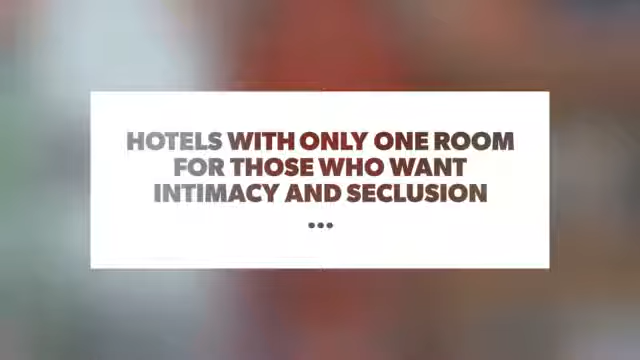 HOTELS WITH ONLY ONE ROOM
FOR THOSE WHO WANT
INTIMACY AND SECLUSION
...